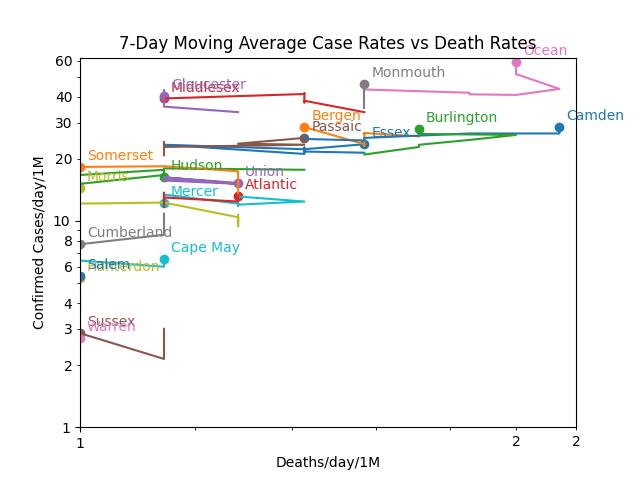 7-Day Moving Average Case Rates vs Death Rates
Ocean
Monmouth
Gloucester
Middlesex
Bergen
Passaic
Essex
Burlington
Camden
Somerset
Hudson
Union
Atlantic
Morris
Mercer
Cumberland
Cape May
Salem
Hunterdon
Sussex
Warren
60
40
30
20
10
8
6
4
3
2
1
1
2
2
Confirmed Cases/day/1M
Deaths/day/1M